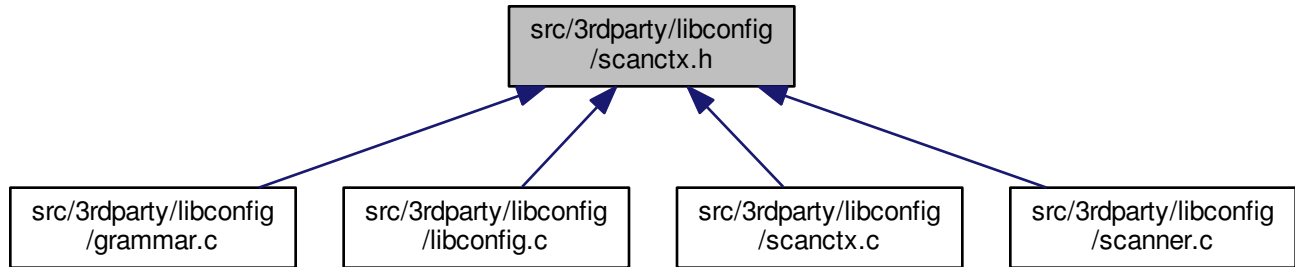 src/3rdparty/libconfig
/scanctx.h
src/3rdparty/libconfig
/grammar.c
src/3rdparty/libconfig
/libconfig.c
src/3rdparty/libconfig
/scanctx.c
src/3rdparty/libconfig
/scanner.c